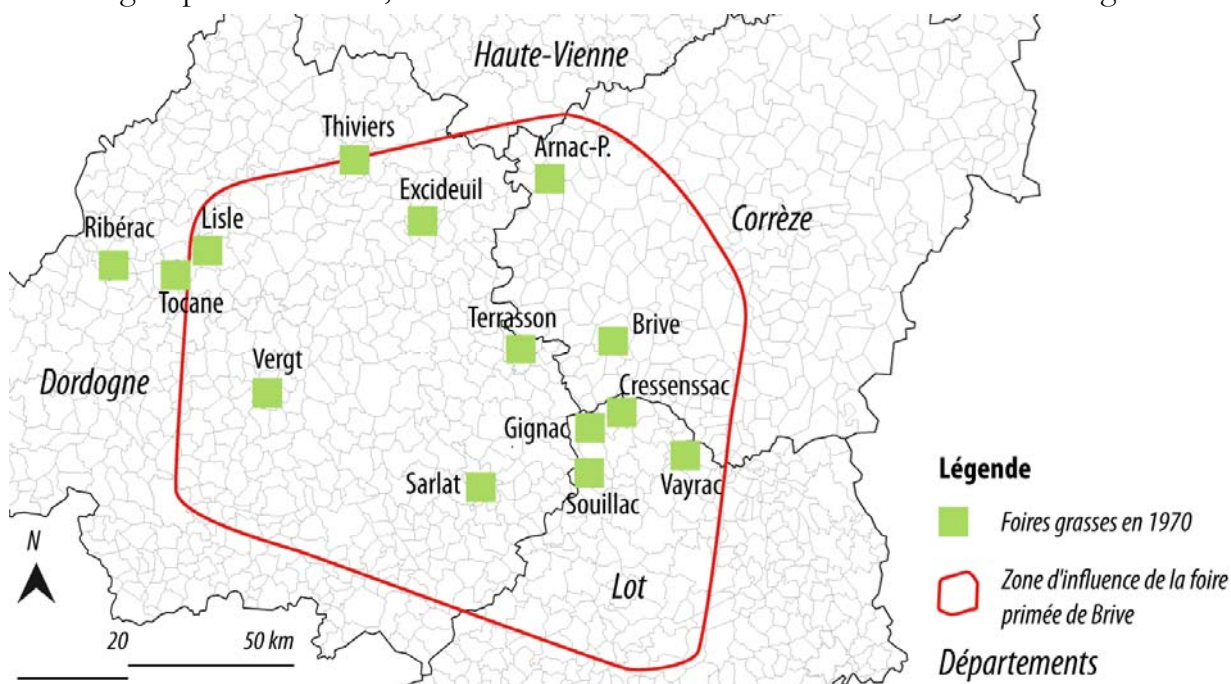 Haute-Vienne
Thiviers
Arnac-P.
Excideuil
Corrèze
Ribérac
Lisle
Tocane
Terrasson
Brive
Vergt
Dordogne
Cressenssac
Gignac
Sarlat
Souillac
Vayrac
Légende
Foires grasses en 1970
N
Lot
Zone d'influence de la foire
primée de Brive
20
50 km
Départements